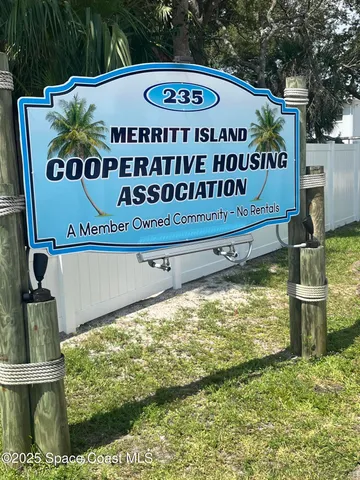 235
MERRITT ISLAND
COOPERATIVE HOUSING
ASSOCIATION
A Member Owned Community - No Rentals
©2025 Space Coast MLS